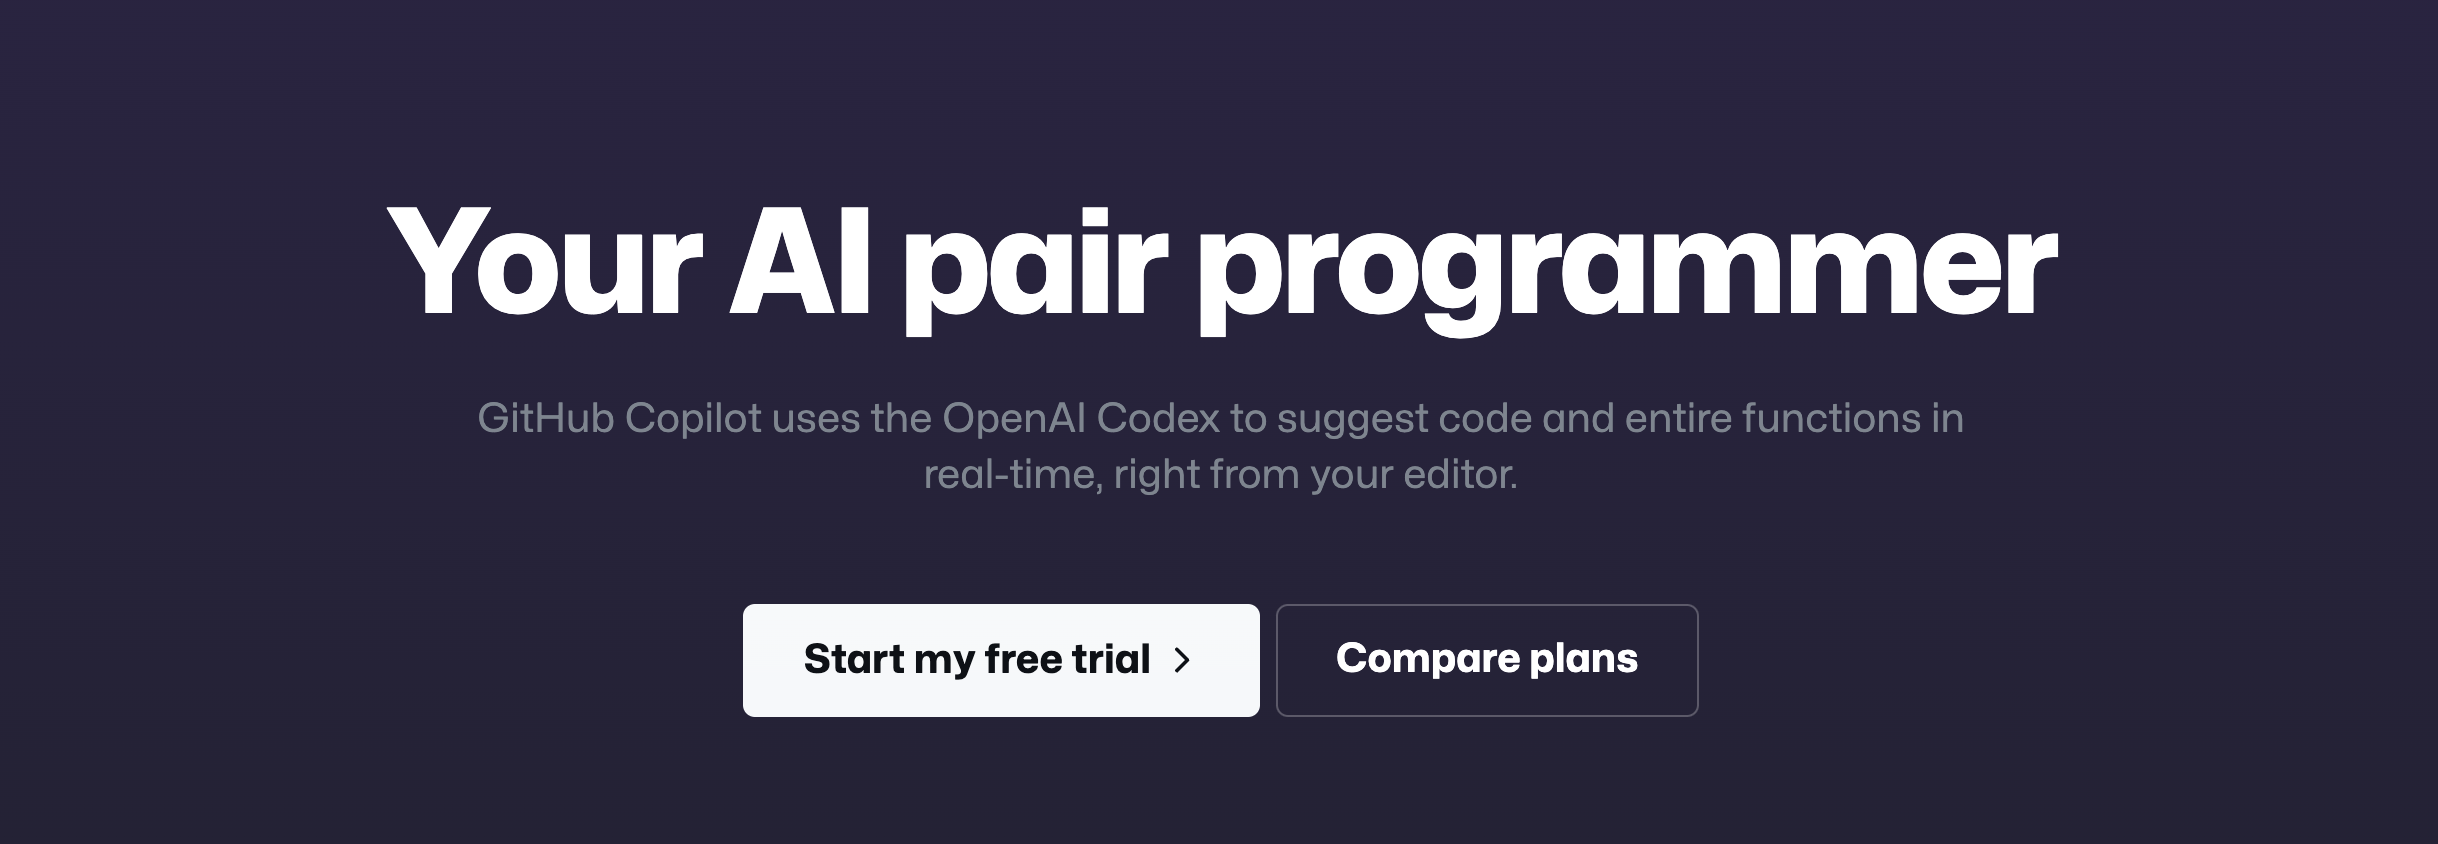 Your AI pair programmer
GitHub Copilot uses the OpenAI Codex to suggest code and entire functions in
real-time, right from your editor.
Start my free trial
Compare plans